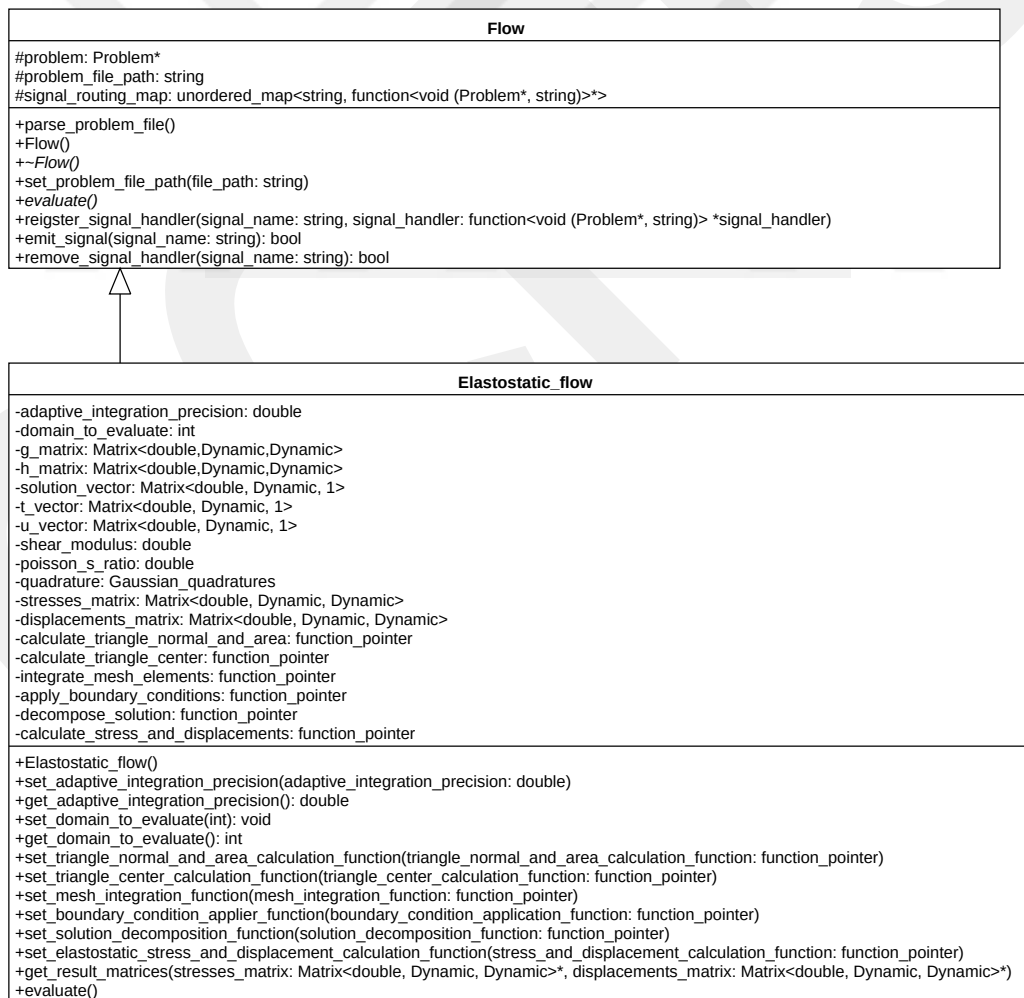 Flow
#problem: Problem*
#problem_file_path: string
#signal_routing_map: unordered_map<string, function<void (Problem*, string)>*>
+parse_problem_file()
+Flow()
+~Flow()
+set_problem_file_path(file_path: string)
+evaluate()
+reigster_signal_handler(signal_name: string, signal_handler: function<void (Problem*, string)> *signal_handler)
+emit_signal(signal_name: string): bool
+remove_signal_handler(signal_name: string): bool
Elastostatic_flow
-adaptive_integration_precision: double
-domain_to_evaluate: int
-g_matrix: Matrix<double,Dynamic,Dynamic>
-h_matrix: Matrix<double,Dynamic,Dynamic>
-solution_vector: Matrix<double, Dynamic, 1>
-t_vector: Matrix<double, Dynamic, 1>
-u_vector: Matrix<double, Dynamic, 1>
-shear_modulus: double
-poisson_s_ratio: double
-quadrature: Gaussian_quadratures
-stresses_matrix: Matrix<double, Dynamic, Dynamic>
-displacements_matrix: Matrix<double, Dynamic, Dynamic>
-calculate_triangle_normal_and_area: function_pointer
-calculate_triangle_center: function_pointer
-integrate_mesh_elements: function_pointer
-apply_boundary_conditions: function_pointer
-decompose_solution: function_pointer
-calculate_stress_and_displacements: function_pointer
+Elastostatic_flow()
+set_adaptive_integration_precision(adaptive_integration_precision: double)
+get_adaptive_integration_precision(): double
+set_domain_to_evaluate(int): void
+get_domain_to_evaluate(): int
+set_triangle_normal_and_area_calculation_function(triangle_normal_and_area_calculation_function: function_pointer)
+set_triangle_center_calculation_function(triangle_center_calculation_function: function_pointer)
+set_mesh_integration_function(mesh_integration_function: function_pointer)
+set_boundary_condition_applier_function(boundary_condition_application_function: function_pointer)
+set_solution_decomposition_function(solution_decomposition_function: function_pointer)
+set_elastostatic_stress_and_displacement_calculation_function(stress_and_displacement_calculation_function: function_pointer)
+get_result_matrices(stresses_matrix: Matrix<double, Dynamic, Dynamic>*, displacements_matrix: Matrix<double, Dynamic, Dynamic>*)
+evaluate()